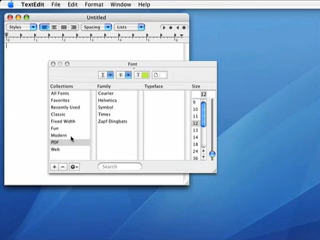 TextEdit File Edit Format Window Help
Untitled
Styles Spacing Lists
Font
Collections Family Typeface Size
All Fonts Courier 12
Favorites Helvetica 9
Recently Used Symbol 10
Classic Times 11
Fixed Width Zapf Dingbats 12
Fun 13
Modern 14
PDF 18
Web
Search